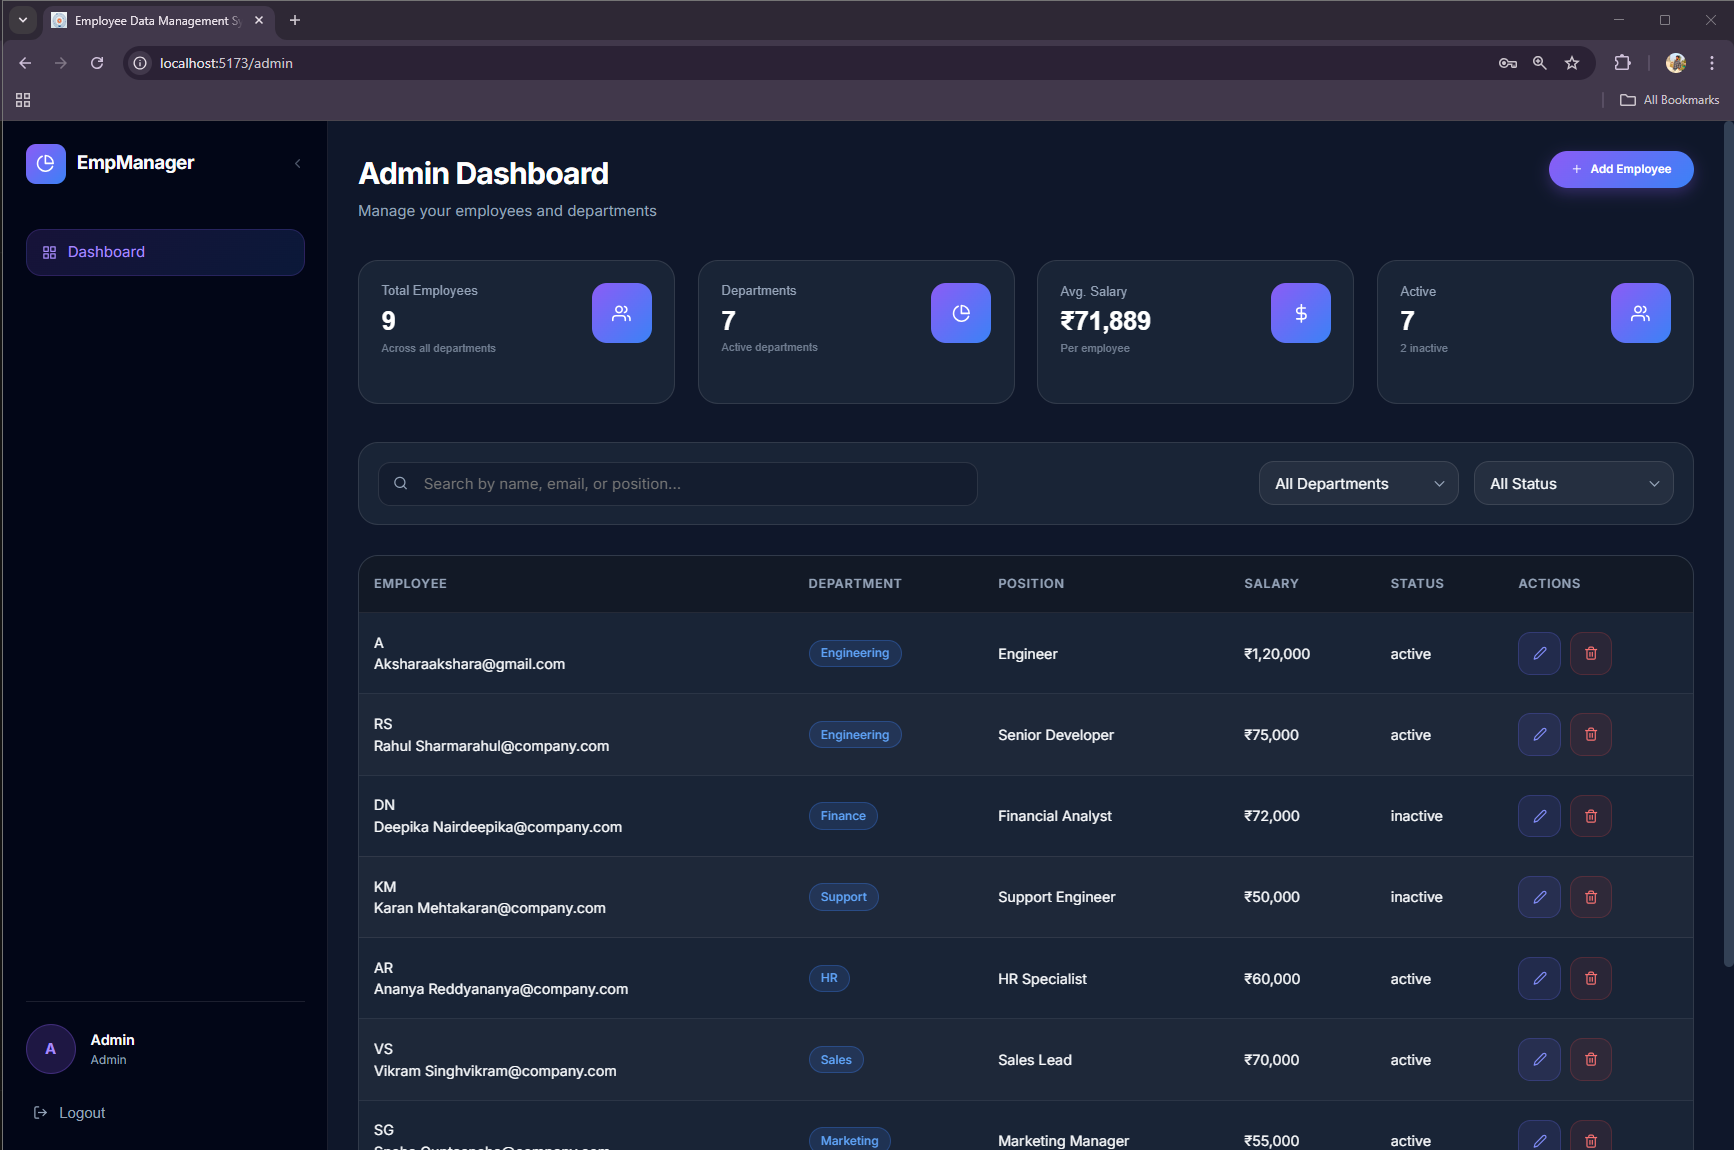 Employee Data Management Sy
localhost:5173/admin
All Bookmarks
EmpManager
Dashboard
Admin Dashboard
Manage your employees and departments
+ Add Employee
Total Employees
9
Across all departments
Departments
7
Active departments
Avg. Salary
₹71,889
Per employee
$
Active
7
2 inactive
Search by name, email, or position...
All Departments
All Status
EMPLOYEE DEPARTMENT POSITION SALARY STATUS ACTIONS
A
Aksharaakshara@gmail.com
Engineering
Engineer
₹1,20,000
active
RS
Rahul Sharmarahul@company.com
Engineering
Senior Developer
₹75,000
active
DN
Deepika Nairdeepika@company.com
Finance
Financial Analyst
₹72,000
inactive
KM
Karan Mehtakaran@company.com
Support
Support Engineer
₹50,000
inactive
AR
Ananya Reddyananya@company.com
HR
HR Specialist
₹60,000
active
VS
Vikram Singhvikram@company.com
Sales
Sales Lead
₹70,000
active
SG
Marketing
Marketing Manager
₹55,000
active
A
Admin
Admin
Logout